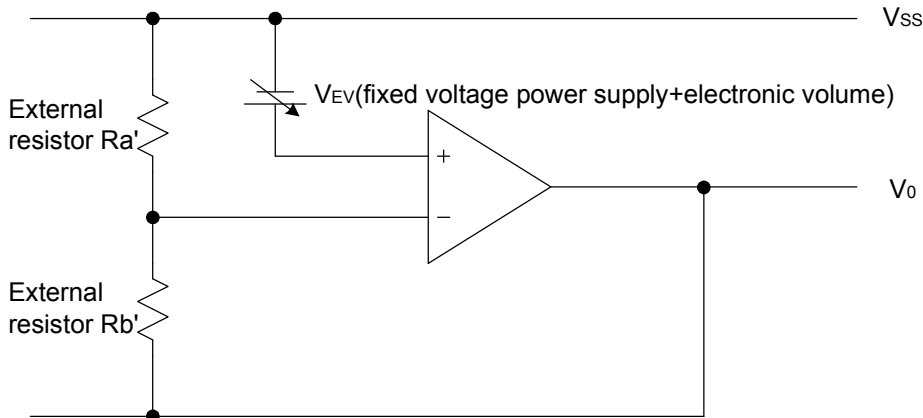 VSS
VEV(fixed voltage power supply+electronic volume)
External
resistor Ra'
+
−
V0
External
resistor Rb'